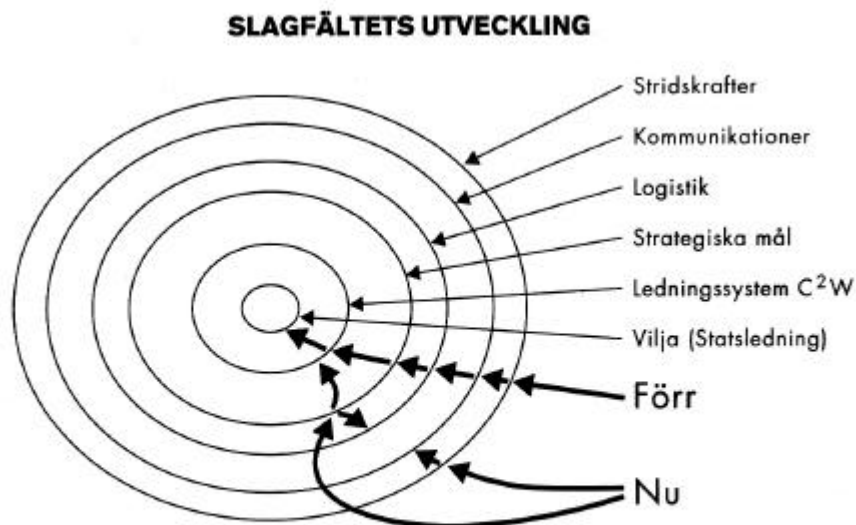 SLAGFÄLTETS UTVECKLING
Stridskrafter
Kommunikationer
Logistik
Strategiska mål
Ledningssystem C²W
Vilja (Statsledning)
Förr
Nu